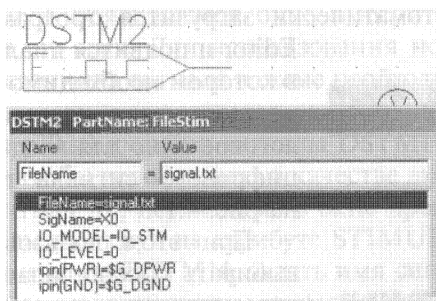 DSTM2
F
DSTM2 PartName: FileStim
Name Value
FileName = signal.txt
FileName=signal.txt
SigName=X0
IO_MODEL=IO_STM
IO_LEVEL=0
ipin(PWR)=$G_DPWR
ipin(GND)=$G_DGND